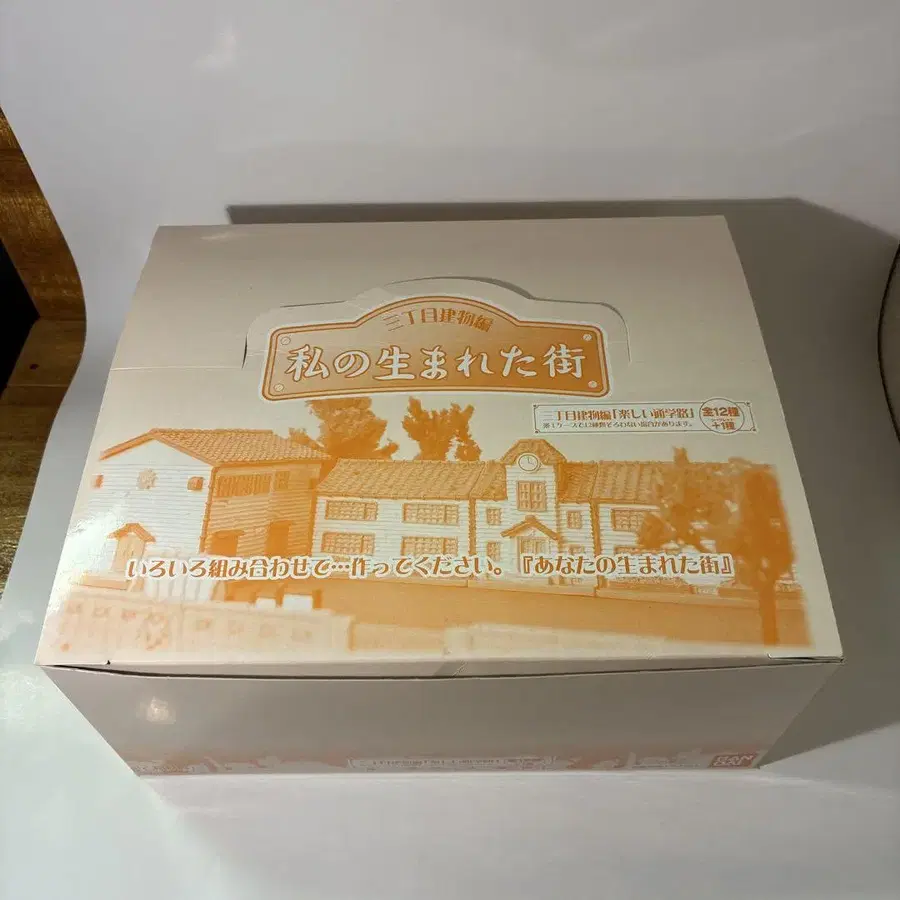 三丁目建物編
私の生まれた街
三丁目建物編「楽しい通学路」
全12種
+1種
いろいろ組み合わせて…作ってください。『あなたの生まれた街』